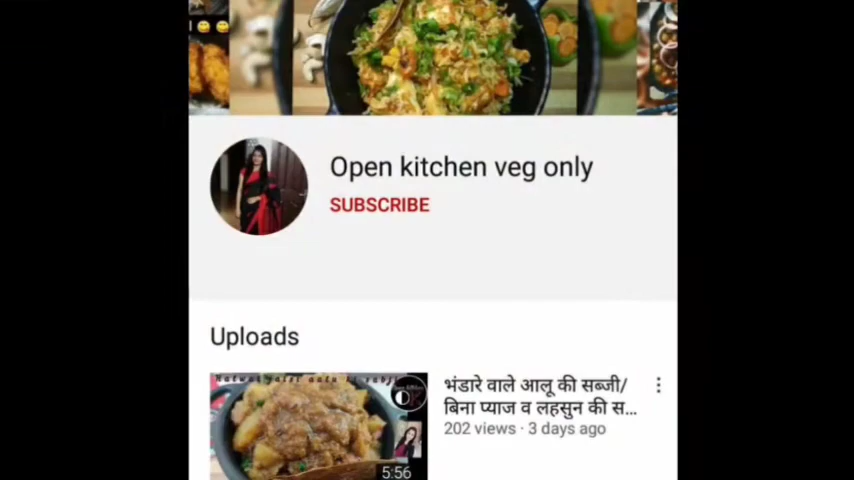 Open kitchen veg only
SUBSCRIBE
Uploads
भंडारे वाले आलू की सब्जी/
बिना प्याज व लहसुन की स...
202 views · 3 days ago
5:56